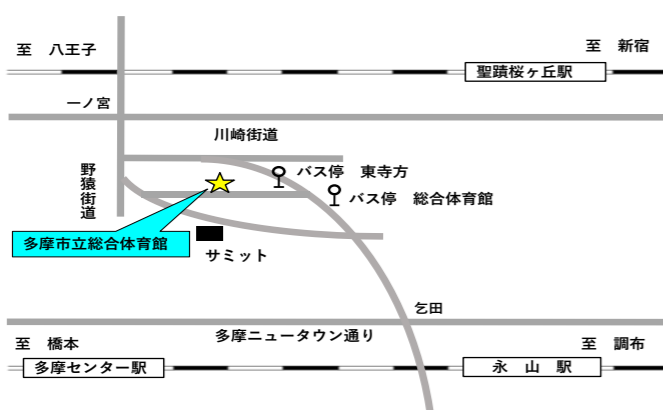 至　八王子
至　新宿
聖蹟桜ヶ丘駅
一ノ宮
川崎街道
野猿街道
バス停　東寺方
バス停　総合体育館
多摩市立総合体育館
サミット
乞田
多摩ニュータウン通り
至　橋本
至　調布
多摩センター駅
永　山　駅